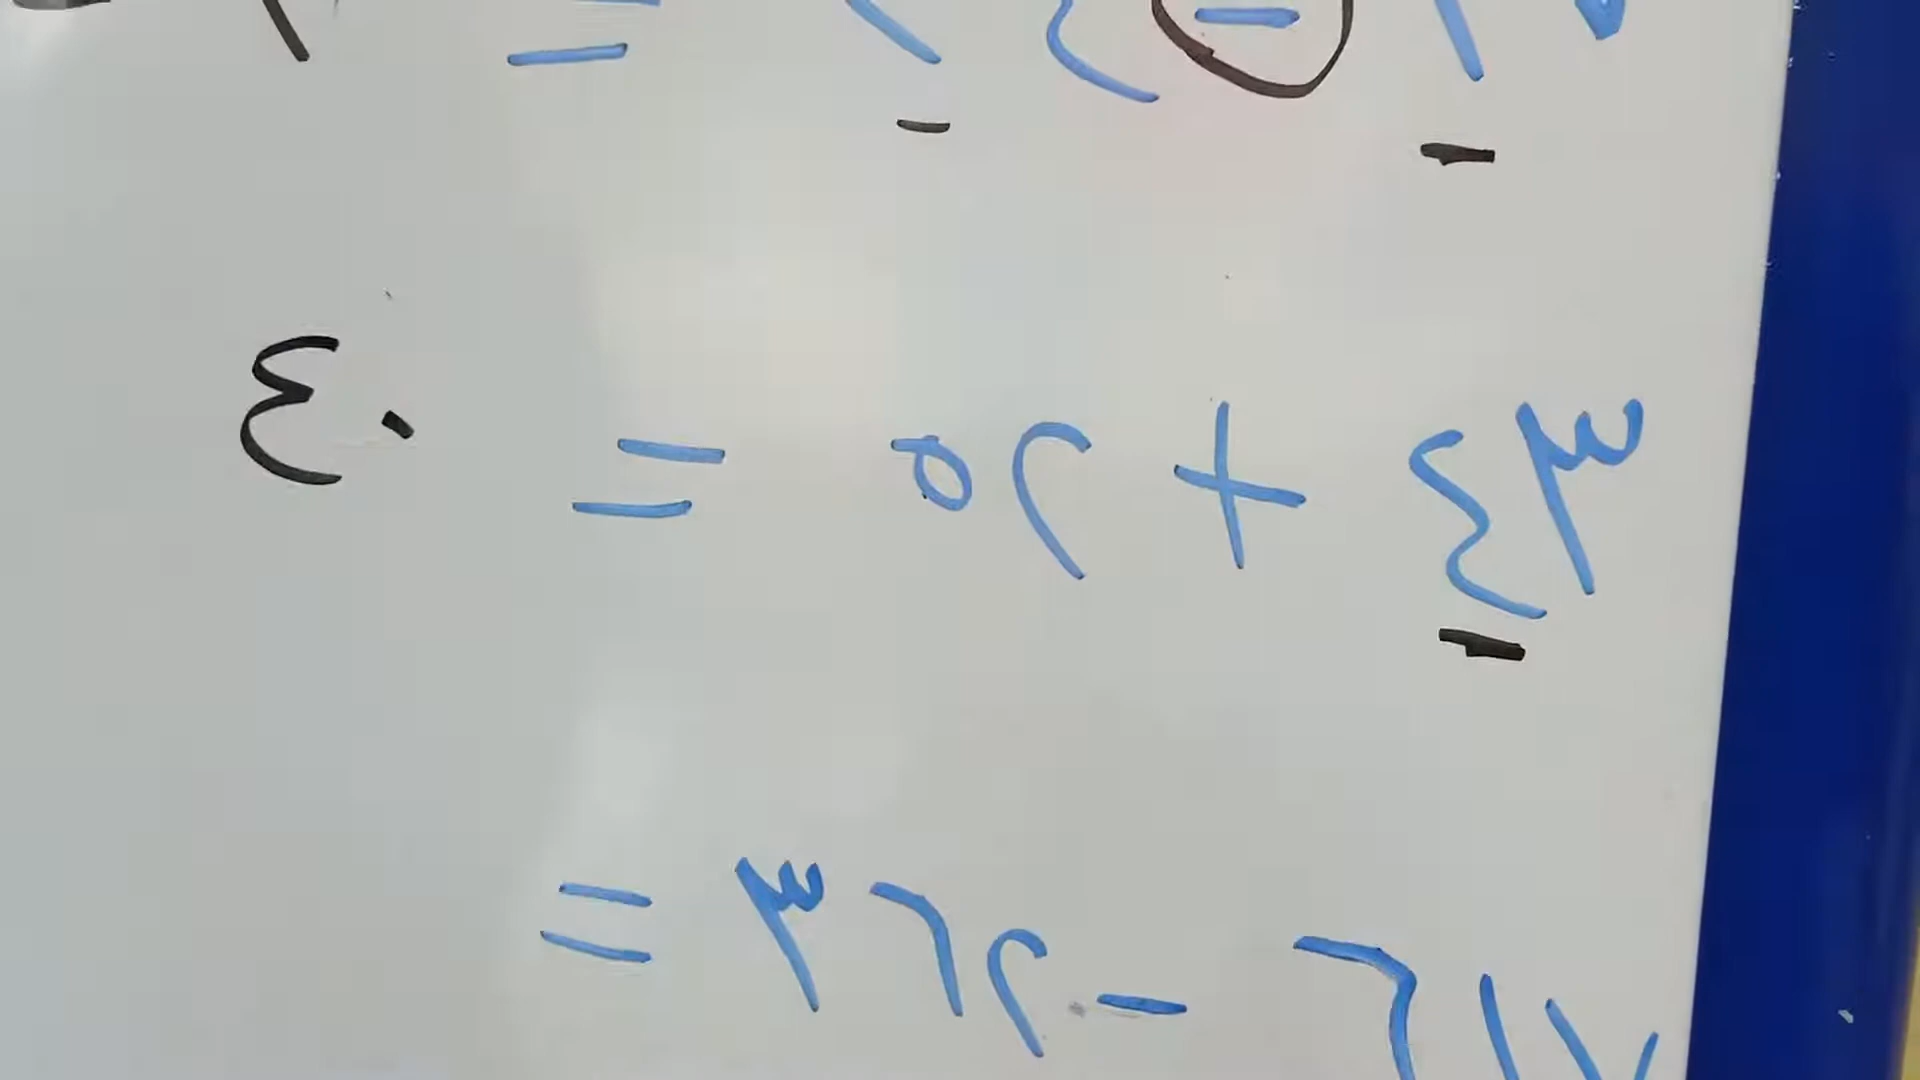 ٤٣ + ٥٢ = ٤٠
٦١٧ - ٣٦٢ =